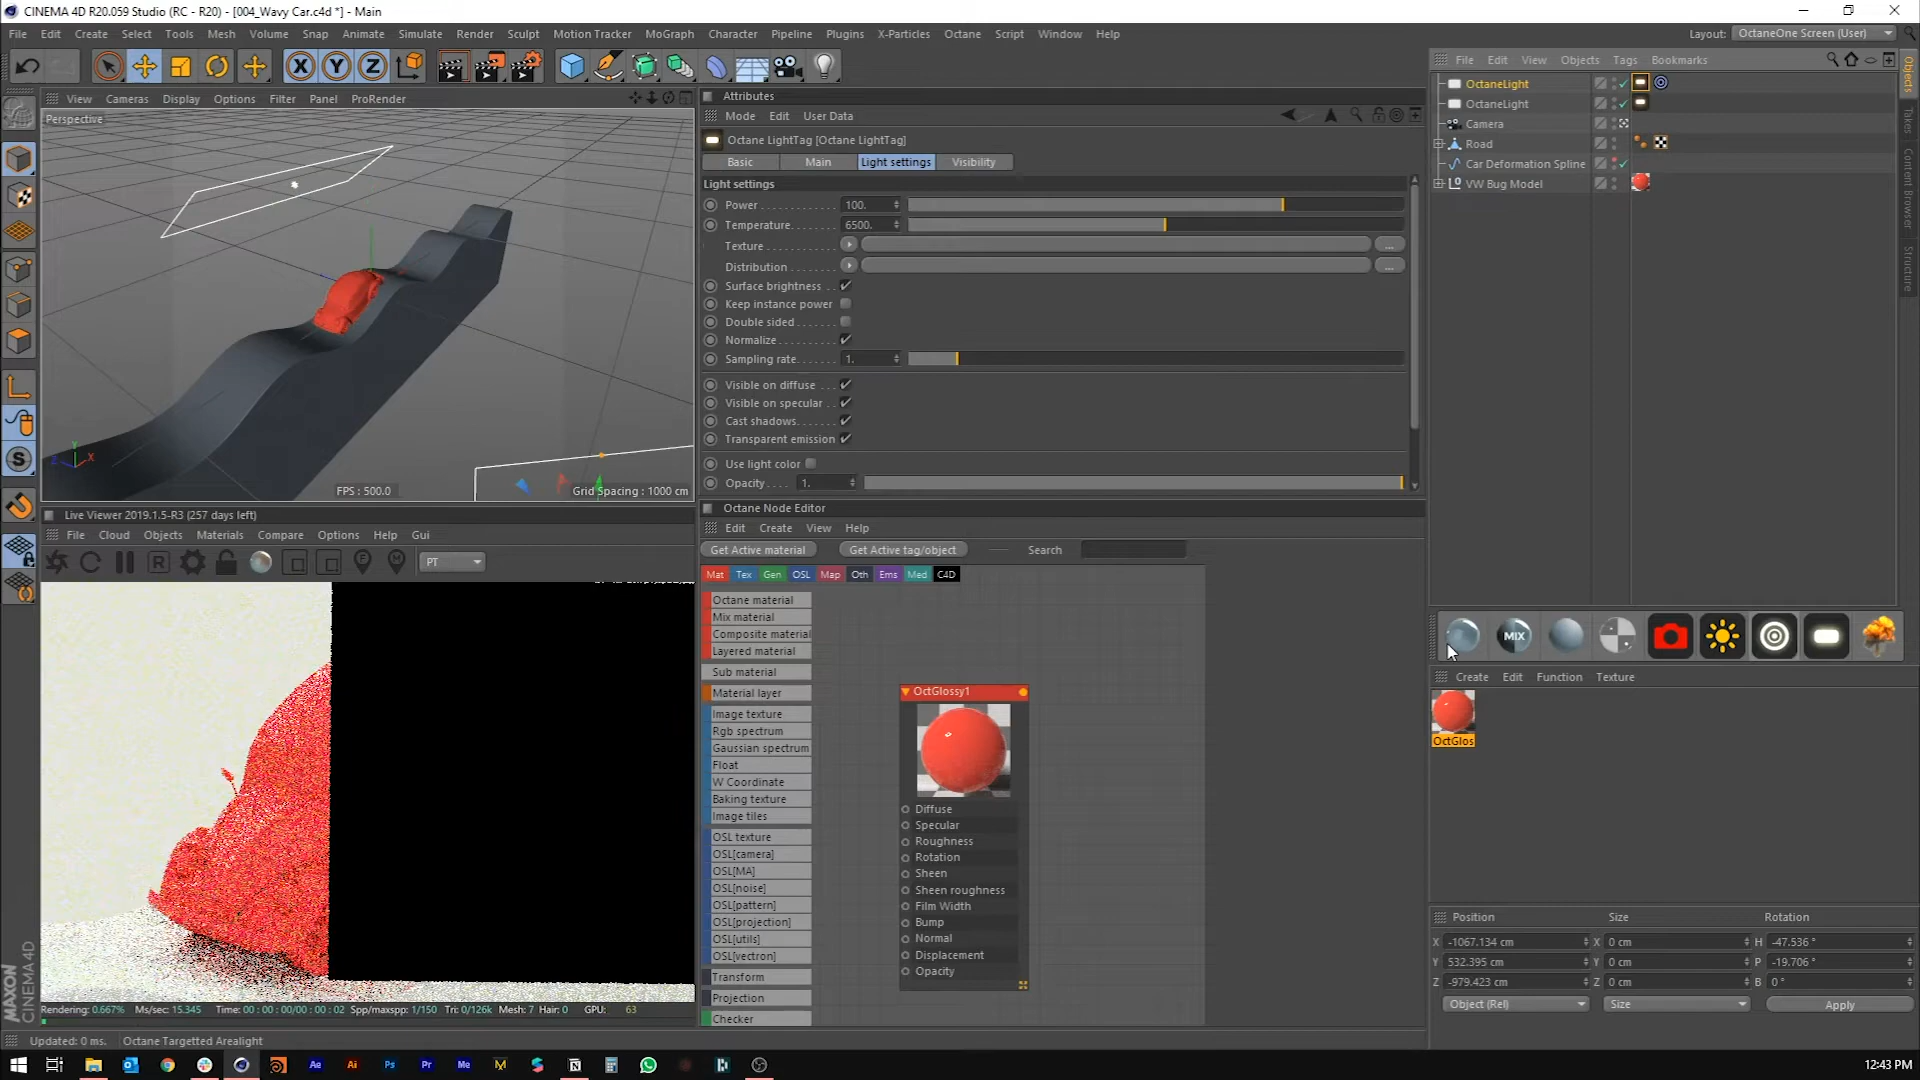 CINEMA 4D R20.059 Studio (RC - R20) - [004_Wavy Car.c4d *] - Main
File Edit Create Select Tools Mesh Volume Snap Animate Simulate Render Sculpt Motion Tracker MoGraph Character Pipeline Plugins X-Particles Octane Script Window Help
Layout: OctaneOne Screen (User)
X Y Z
View Cameras Display Options Filter Panel ProRender
Perspective
Y
X
FPS : 500.0
Grid Spacing : 1000 cm
Attributes
Mode Edit User Data
Octane LightTag [Octane LightTag]
Basic Main Light settings Visibility
Light settings
Power 100.
Temperature 6500.
Texture ...
Distribution ...
Surface brightness
Keep instance power
Double sided
Normalize
Sampling rate 1.
Visible on diffuse
Visible on specular
Cast shadows
Transparent emission
Use light color
Opacity 1.
File Edit View Objects Tags Bookmarks
OctaneLight
OctaneLight
Camera
Road
Car Deformation Spline
VW Bug Model
Objects
Takes
Content Browser
Structure
S
Live Viewer 2019.1.5-R3 (257 days left)
File Cloud Objects Materials Compare Options Help Gui
R PT
Rendering: 0.667% Ms/sec: 15.345 Time: 00 : 00 : 00/00 : 00 : 02 Spp/maxspp: 1/150 Tri: 0/126k Mesh: 7 Hair: 0 GPU: 63
MAXON
CINEMA 4D
Octane Node Editor
Edit Create View Help
Get Active material Get Active tag/object Search
Mat Tex Gen OSL Map Oth Ems Med C4D
Octane material
Mix material
Composite material
Layered material
Sub material
Material layer
Image texture
Rgb spectrum
Gaussian spectrum
Float
W Coordinate
Baking texture
Image tiles
OSL texture
OSL[camera]
OSL[MA]
OSL[noise]
OSL[pattern]
OSL[projection]
OSL[utils]
OSL[vectron]
Transform
Projection
Checker
OctGlossy1
Diffuse
Specular
Roughness
Rotation
Sheen
Sheen roughness
Film Width
Bump
Normal
Displacement
Opacity
MIX
Create Edit Function Texture
OctGlos
Position Size Rotation
X -1067.134 cm X 0 cm H -47.536 °
Y 532.395 cm Y 0 cm P -19.706 °
Z -979.423 cm Z 0 cm B 0 °
Object (Rel) Size Apply
Updated: 0 ms. Octane Targetted Arealight
Ae Ai Ps Pr Me
12:43 PM